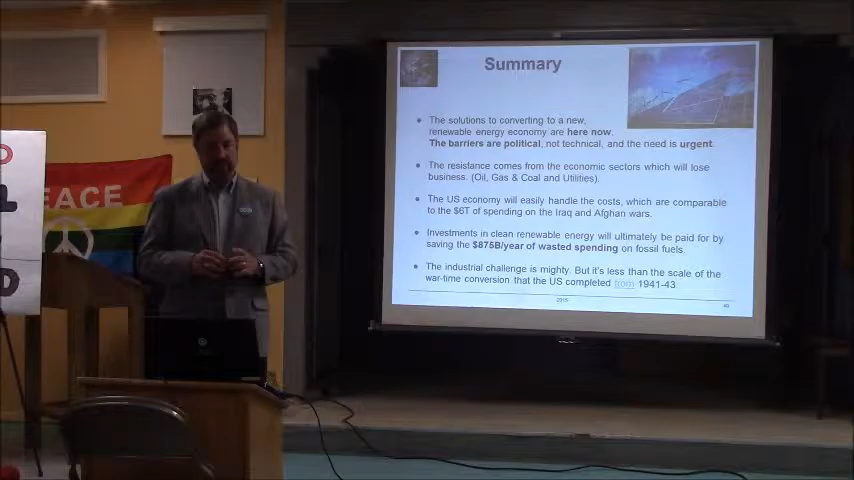 Summary
The solutions to converting to a new,
renewable energy economy are here now.
The barriers are political, not technical, and the need is urgent.
The resistance comes from the economic sectors which will lose
business. (Oil, Gas & Coal and Utilities).
The US economy will easily handle the costs, which are comparable
to the $6T of spending on the Iraq and Afghan wars.
Investments in clean renewable energy will ultimately be paid for by
saving the $875B/year of wasted spending on fossil fuels.
The industrial challenge is mighty. But it's less than the scale of the
war-time conversion that the US completed from 1941-43
2015
PEACE